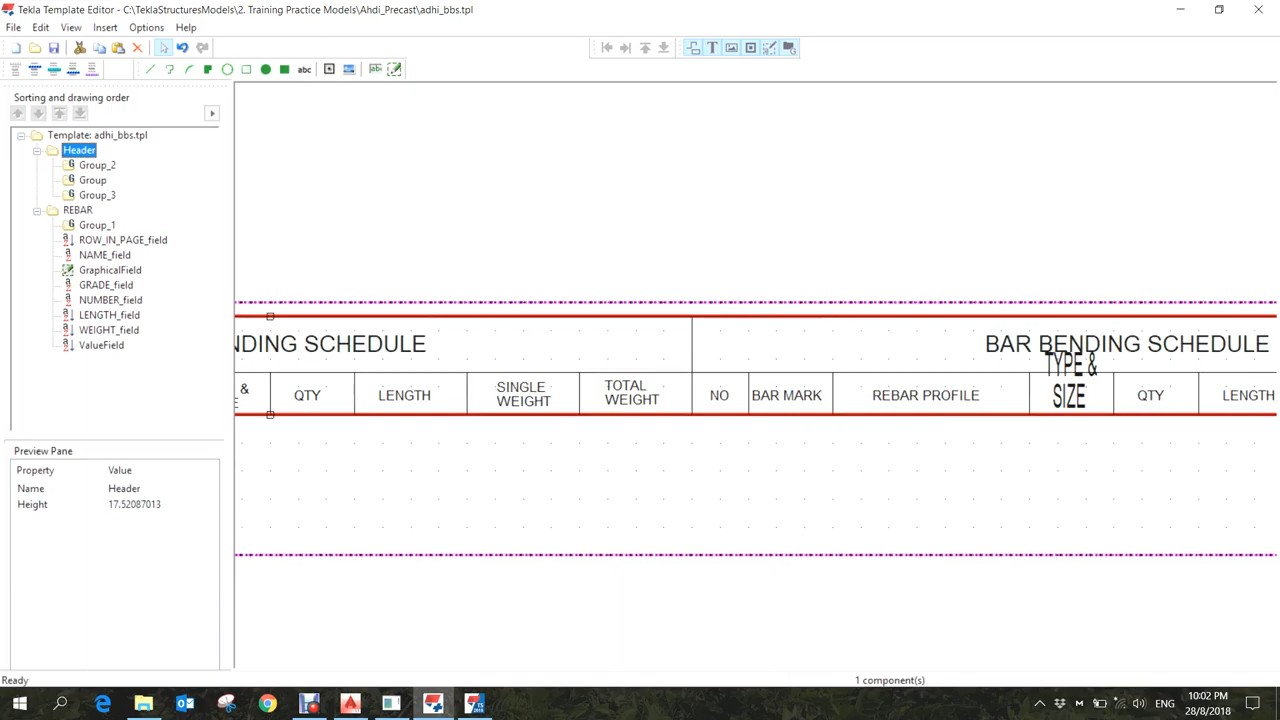 Tekla Template Editor - C:\TeklaStructuresModels\2. Training Practice Models\Ahdi_Precast\adhi_bbs.tpl
File Edit View Insert Options Help
abc
Sorting and drawing order
Template: adhi_bbs.tpl
Header
Group_2
Group
Group_3
REBAR
Group_1
ROW_IN_PAGE_field
NAME_field
GraphicalField
GRADE_field
NUMBER_field
LENGTH_field
WEIGHT_field
ValueField
Preview Pane
Property Value
Name Header
Height 17.52087013
NDING SCHEDULE
BAR BENDING SCHEDULE
&
E
QTY
LENGTH
SINGLE
WEIGHT
TOTAL
WEIGHT
NO
BAR MARK
REBAR PROFILE
TYPE &
SIZE
QTY
LENGTH
Ready
1 component(s)
ENG
10:02 PM
28/8/2018